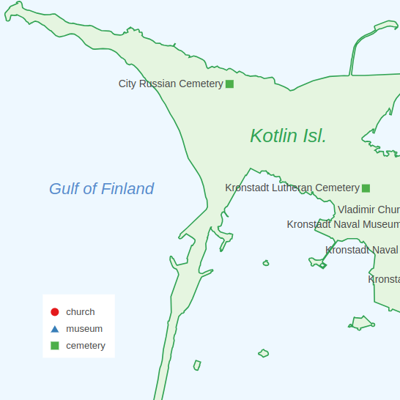 City Russian Cemetery
Kotlin Isl.
Gulf of Finland
Kronstadt Lutheran Cemetery
Vladimir Chur
Kronstadt Naval Museum
Kronstadt Naval
Kronsta
church
museum
cemetery